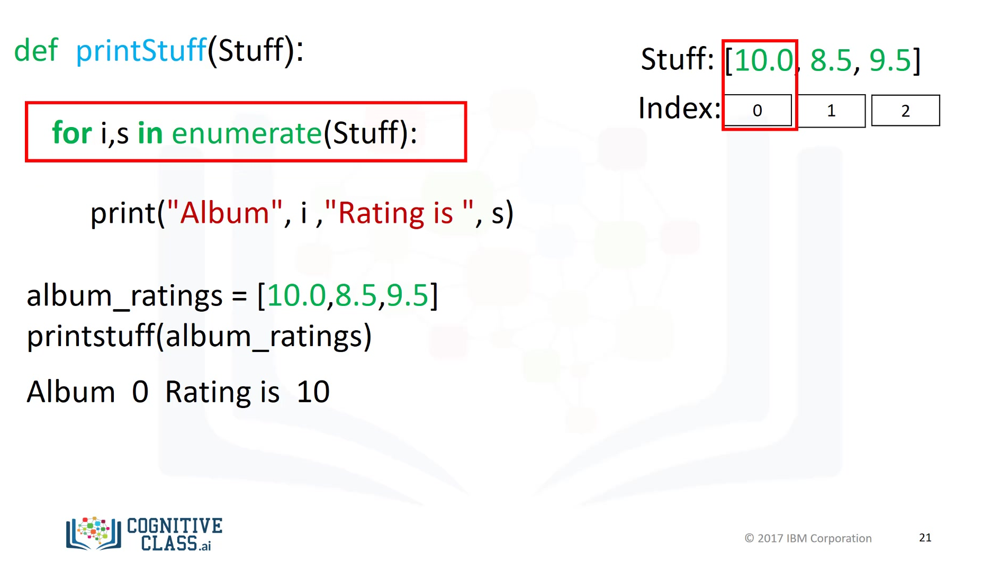 def printStuff(Stuff):
for i,s in enumerate(Stuff):
print("Album", i ,"Rating is ", s)
album_ratings = [10.0,8.5,9.5]
printstuff(album_ratings)
Album 0 Rating is 10
Stuff: [10.0, 8.5, 9.5]
Index: 0 1 2
COGNITIVE
CLASS.ai
© 2017 IBM Corporation 21